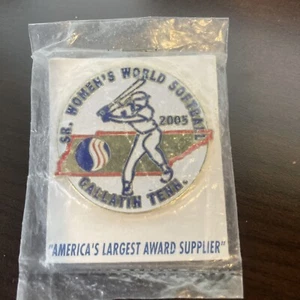 SR. WOMEN'S WORLD SOFTBALL
2005
GALLATIN TENN.
"AMERICA'S LARGEST AWARD SUPPLIER"